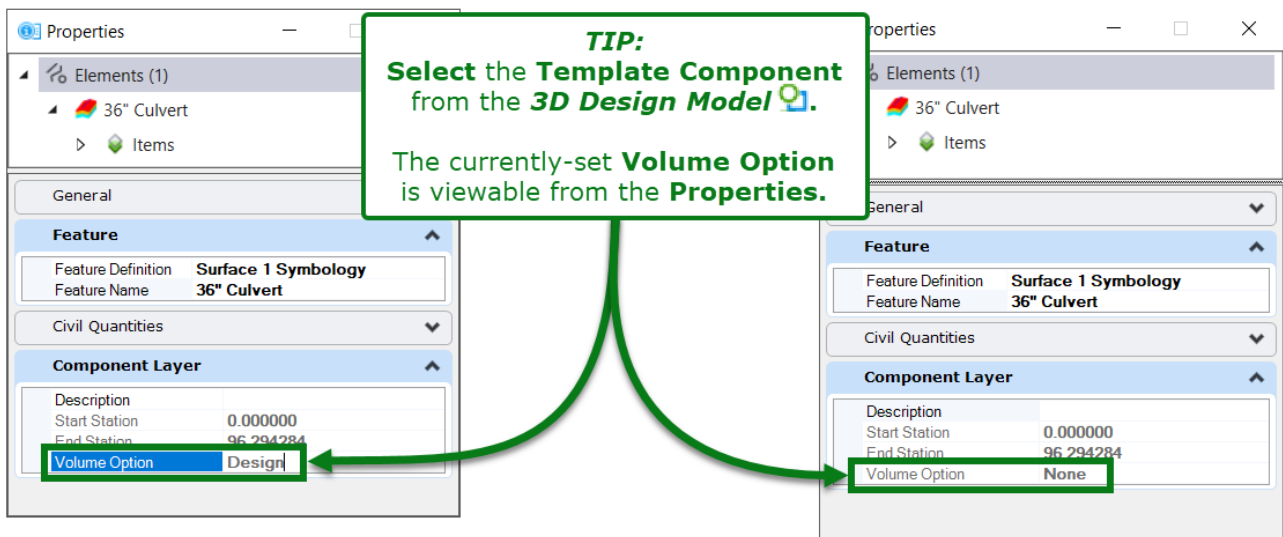 Properties
Elements (1)
36" Culvert
Items
General
Feature
Feature Definition Surface 1 Symbology
Feature Name 36" Culvert
Civil Quantities
Component Layer
Description
Start Station 0.000000
End Station 96.294284
Volume Option Design
TIP:
Select the Template Component
from the 3D Design Model.
The currently-set Volume Option
is viewable from the Properties.
roperties
Elements (1)
36" Culvert
Items
General
Feature
Feature Definition Surface 1 Symbology
Feature Name 36" Culvert
Civil Quantities
Component Layer
Description
Start Station 0.000000
End Station 96.294284
Volume Option None